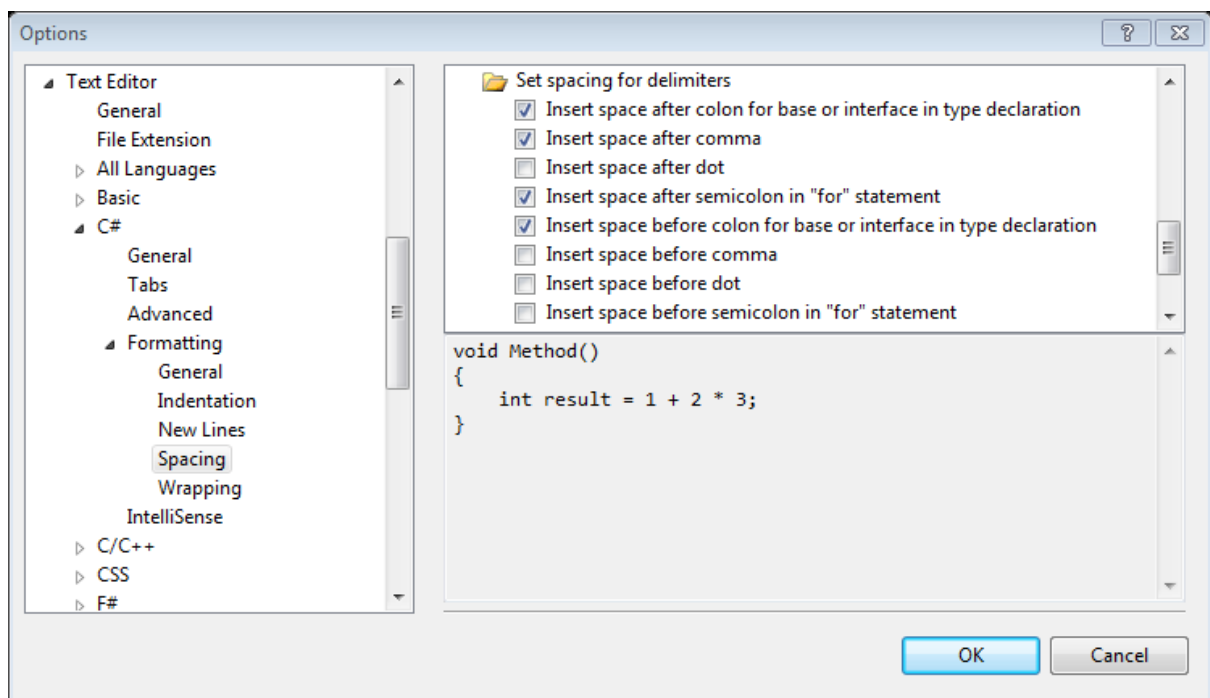 Options
Text Editor
General
File Extension
All Languages
Basic
C#
General
Tabs
Advanced
Formatting
General
Indentation
New Lines
Spacing
Wrapping
IntelliSense
C/C++
CSS
F#
Set spacing for delimiters
Insert space after colon for base or interface in type declaration
Insert space after comma
Insert space after dot
Insert space after semicolon in "for" statement
Insert space before colon for base or interface in type declaration
Insert space before comma
Insert space before dot
Insert space before semicolon in "for" statement
void Method()
{
    int result = 1 + 2 * 3;
}
OK
Cancel